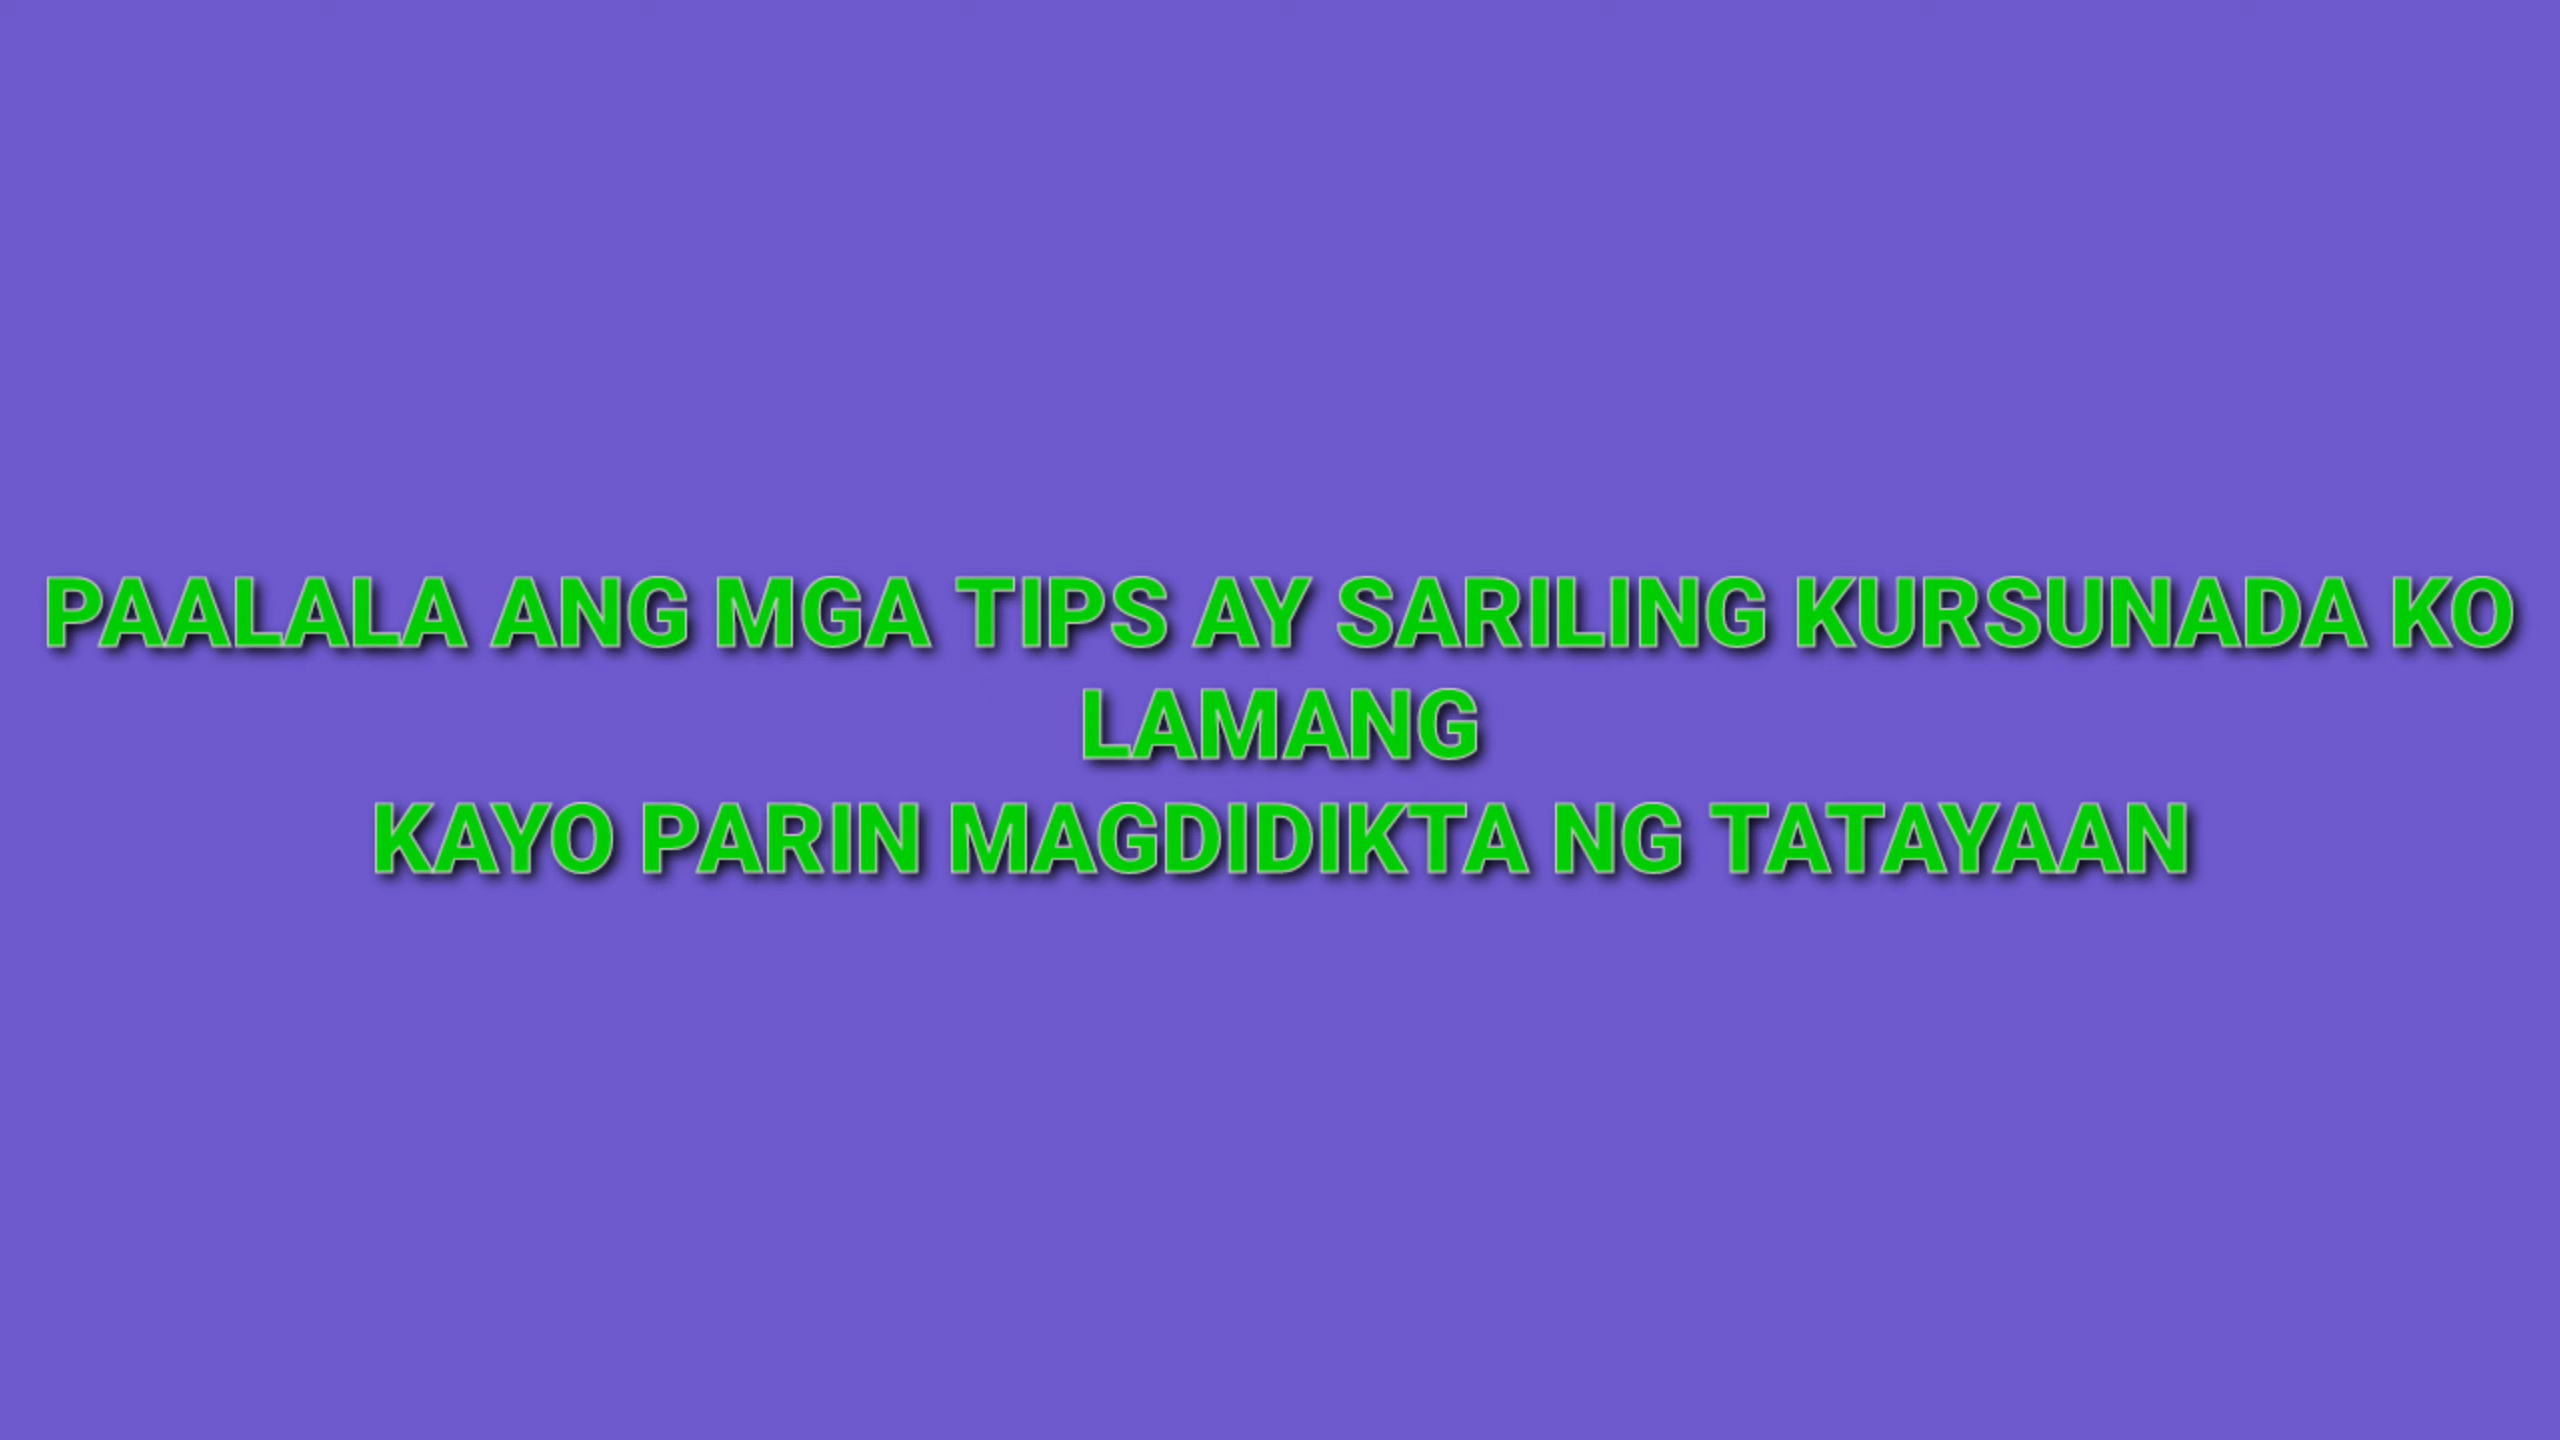 PAALALA ANG MGA TIPS AY SARILING KURSUNADA KO
LAMANG
KAYO PARIN MAGDIDIKTA NG TATAYAAN